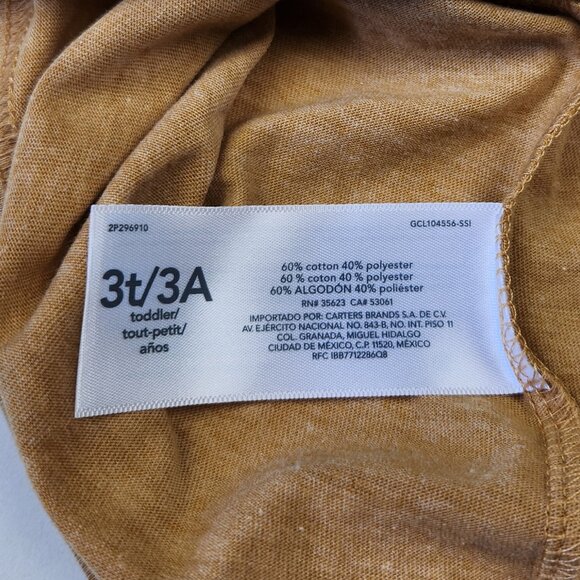 2P296910
GCL104556-SS1
3t/3A
toddler/
tout-petit/
años
60% cotton 40% polyester
60 % coton 40 % polyester
60% ALGODÓN 40% poliéster
RN# 35623 CA# 53061
IMPORTADO POR: CARTERS BRANDS S.A. DE C.V.
AV. EJÉRCITO NACIONAL NO. 843-B, NO. INT. PISO 11
COL. GRANADA, MIGUEL HIDALGO
CIUDAD DE MÉXICO, C.P. 11520, MÉXICO
RFC IBB7712286Q8